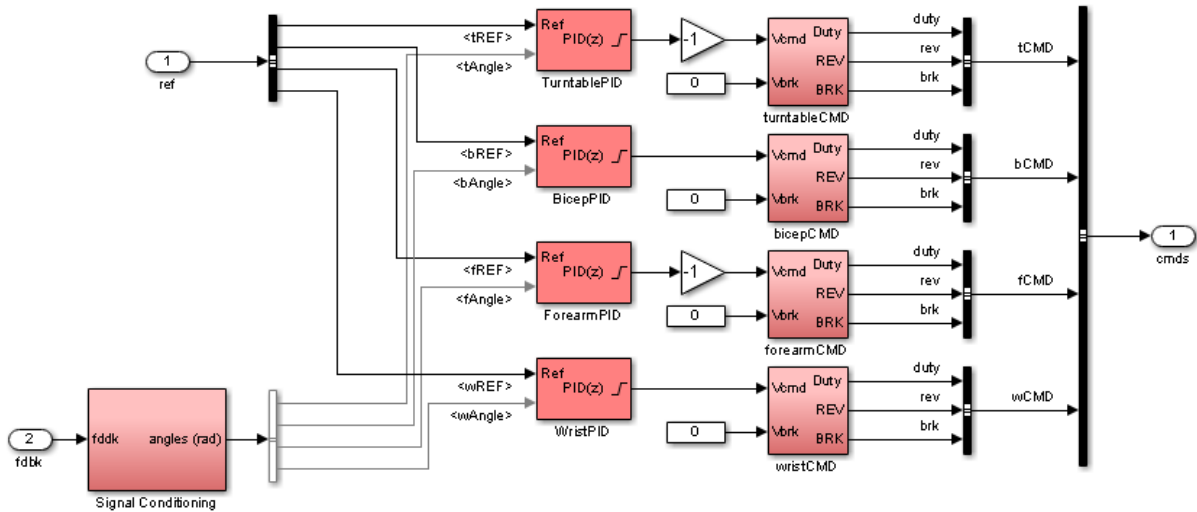 1
ref
<tREF>
<tAngle>
Ref
PID(z)
TurntablePID
-1
0
Vcmd
Vbrk
Duty
REV
BRK
turntableCMD
duty
rev
brk
tCMD
<bREF>
<bAngle>
Ref
PID(z)
BicepPID
0
Vcmd
Vbrk
Duty
REV
BRK
bicepCMD
duty
rev
brk
bCMD
1
cmds
<fREF>
<fAngle>
Ref
PID(z)
ForearmPID
-1
0
Vcmd
Vbrk
Duty
REV
BRK
forearmCMD
duty
rev
brk
fCMD
<wREF>
<wAngle>
Ref
PID(z)
WristPID
0
Vcmd
Vbrk
Duty
REV
BRK
wristCMD
duty
rev
brk
wCMD
2
fdbk
fddk
angles (rad)
Signal Conditioning